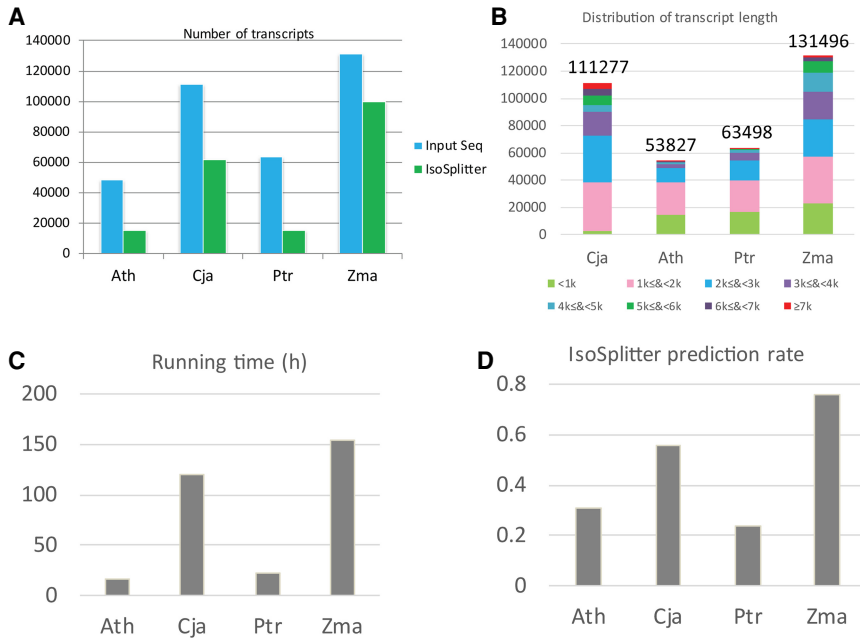 A
Number of transcripts
140000
120000
100000
80000
60000
40000
20000
0
Ath Cja Ptr Zma
Input Seq
IsoSplitter
B
Distribution of transcript length
140000
120000
100000
80000
60000
40000
20000
0
111277
53827
63498
131496
Cja Ath Ptr Zma
<1k 1k≤&<2k 2k≤&<3k 3k≤&<4k
4k≤&<5k 5k≤&<6k 6k≤&<7k ≥7k
C
Running time (h)
200
150
100
50
0
Ath Cja Ptr Zma
D
IsoSplitter prediction rate
0.8
0.6
0.4
0.2
0
Ath Cja Ptr Zma